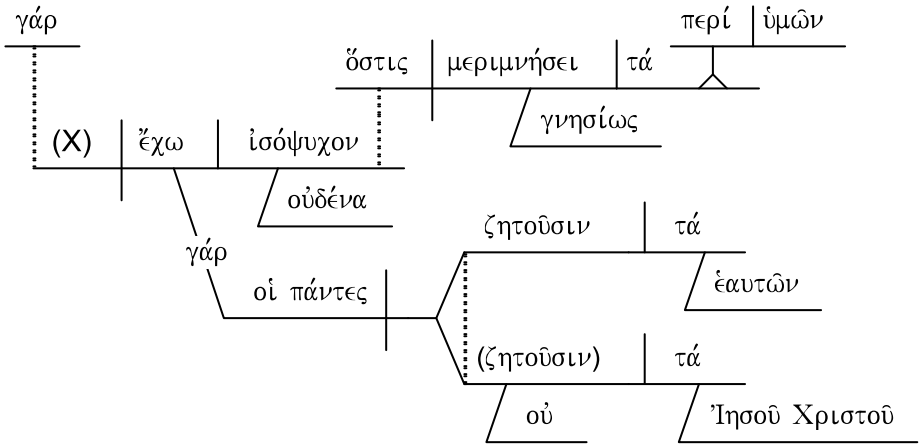 γάρ περί ὑμῶν
ὅστις μεριμνήσει τά
γνησίως
(X) ἔχω ἰσόψυχον
οὐδένα
γάρ ζητοῦσιν τά
οἱ πάντες ἑαυτῶν
(ζητοῦσιν) τά
οὐ Ἰησοῦ Χριστοῦ